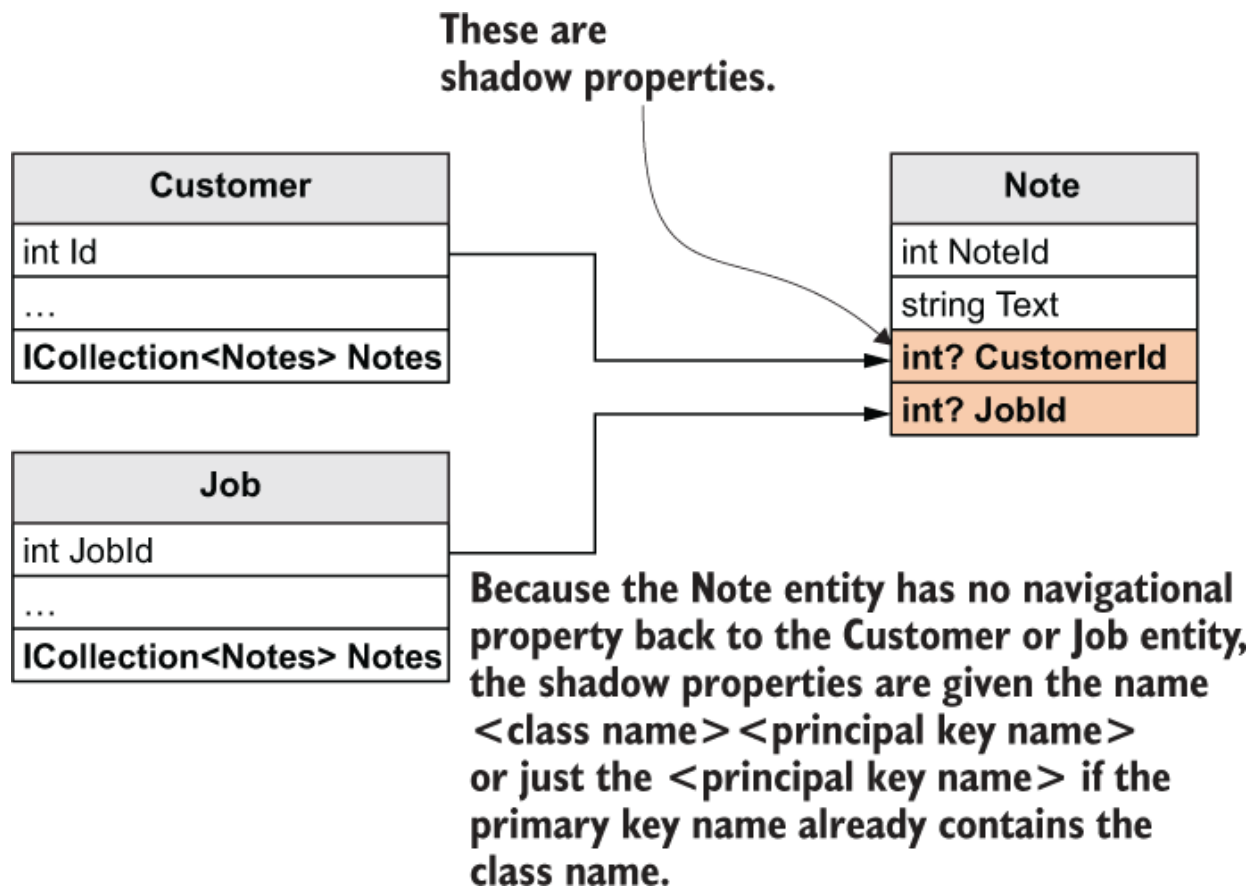 These are
shadow properties.
Customer
int Id
…
ICollection<Notes> Notes
Job
int JobId
…
ICollection<Notes> Notes
Note
int NoteId
string Text
int? CustomerId
int? JobId
Because the Note entity has no navigational
property back to the Customer or Job entity,
the shadow properties are given the name
<class name><principal key name>
or just the <principal key name> if the
primary key name already contains the
class name.